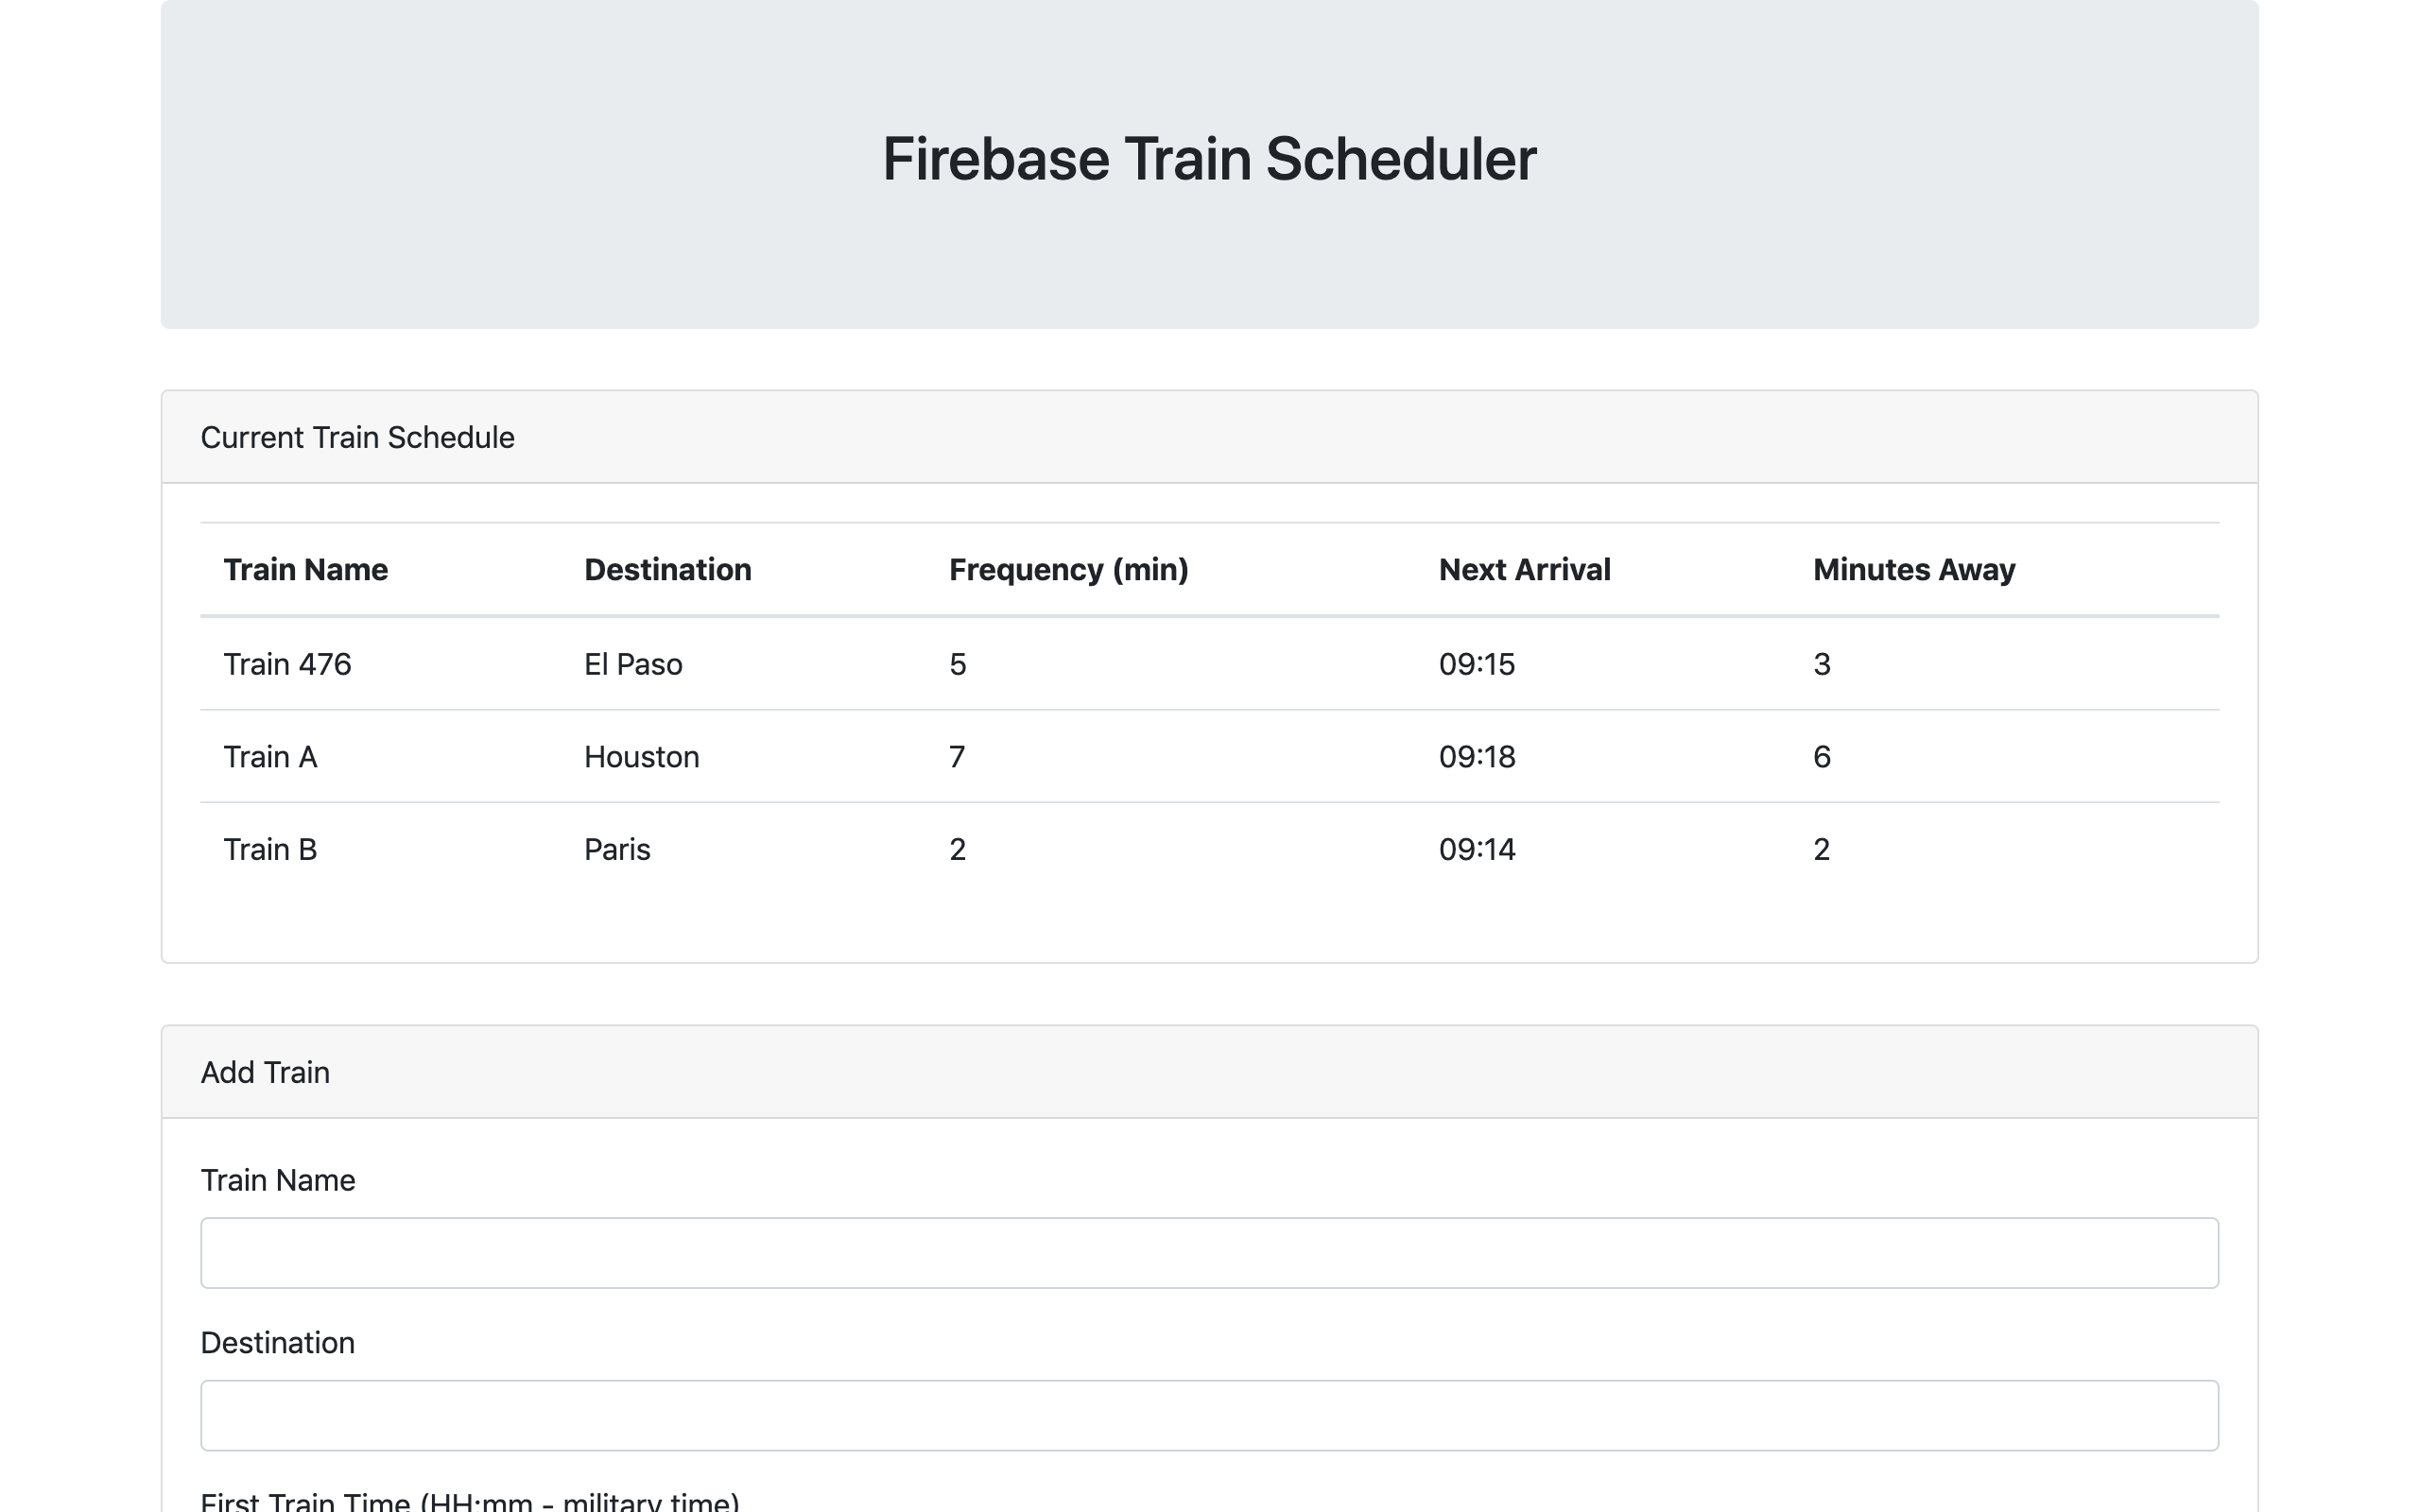 Firebase Train Scheduler
Current Train Schedule
Train Name Destination Frequency (min) Next Arrival Minutes Away
Train 476 El Paso 5 09:15 3
Train A Houston 7 09:18 6
Train B Paris 2 09:14 2
Add Train
Train Name
Destination
First Train Time (HH:mm - military time)